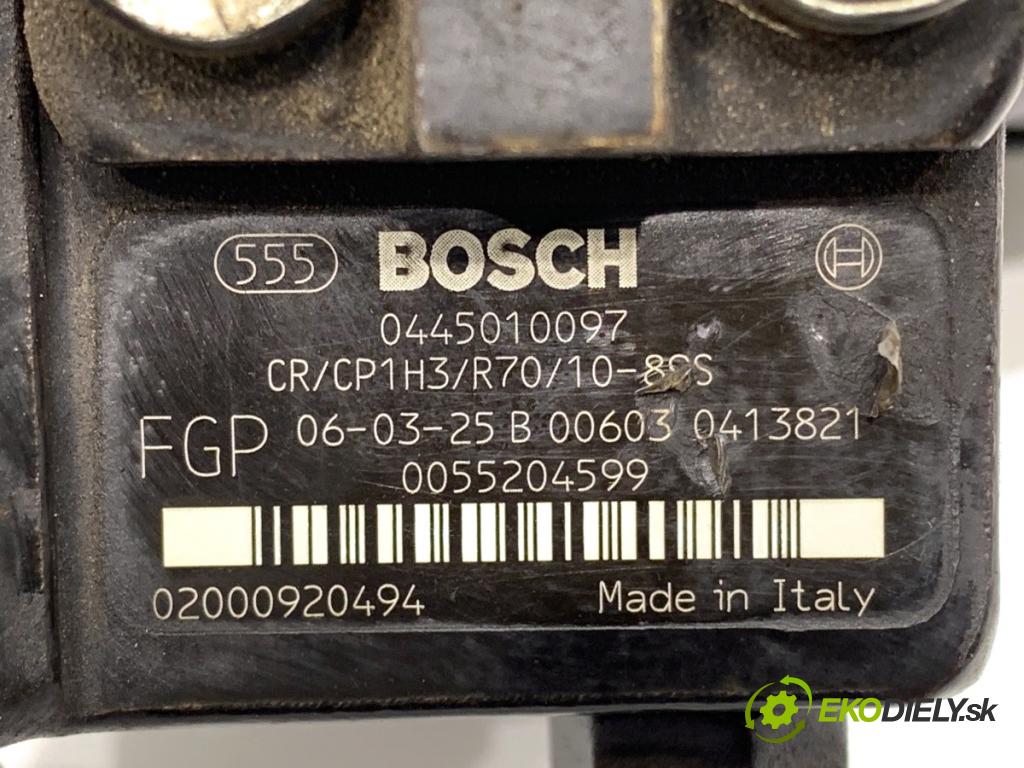 555 BOSCH
0445010097
CR/CP1H3/R70/10-89S
FGP 06-03-25 B 00603 0413821
0055204599
02000920494 Made in Italy
EKODIELY.sk